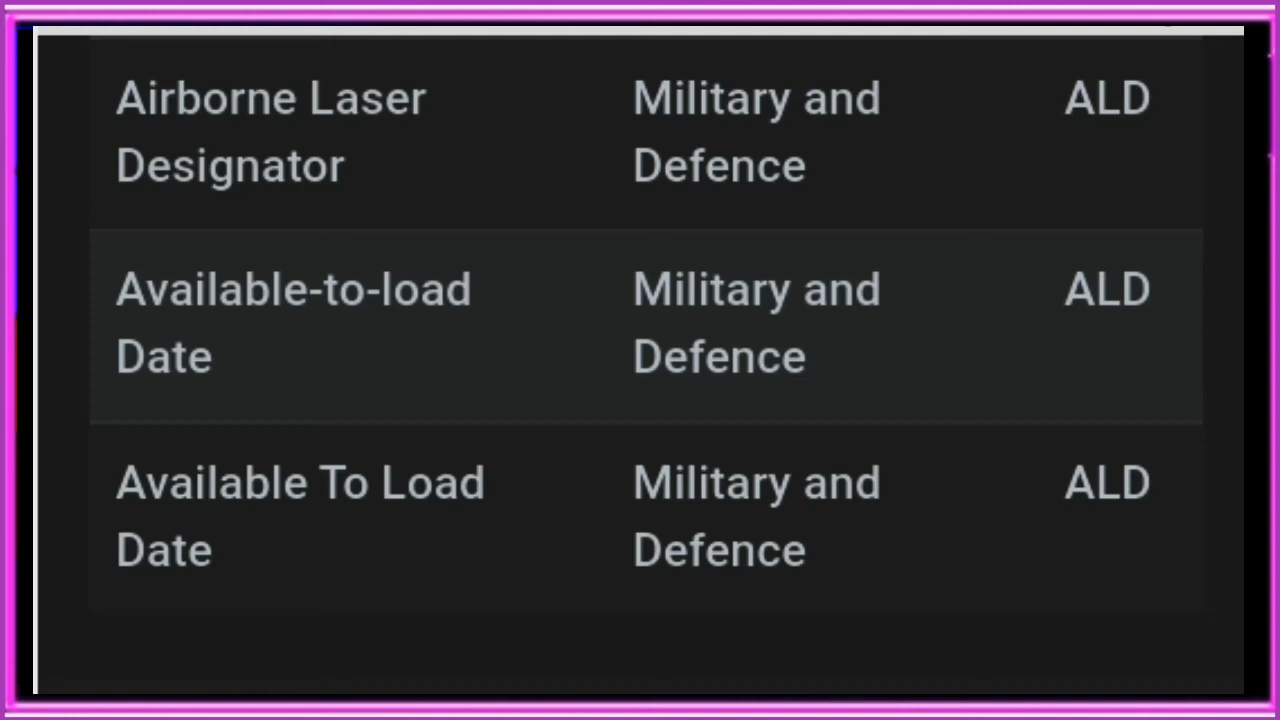 Airborne Laser Military and ALD
Designator Defence
Available-to-load Military and ALD
Date Defence
Available To Load Military and ALD
Date Defence